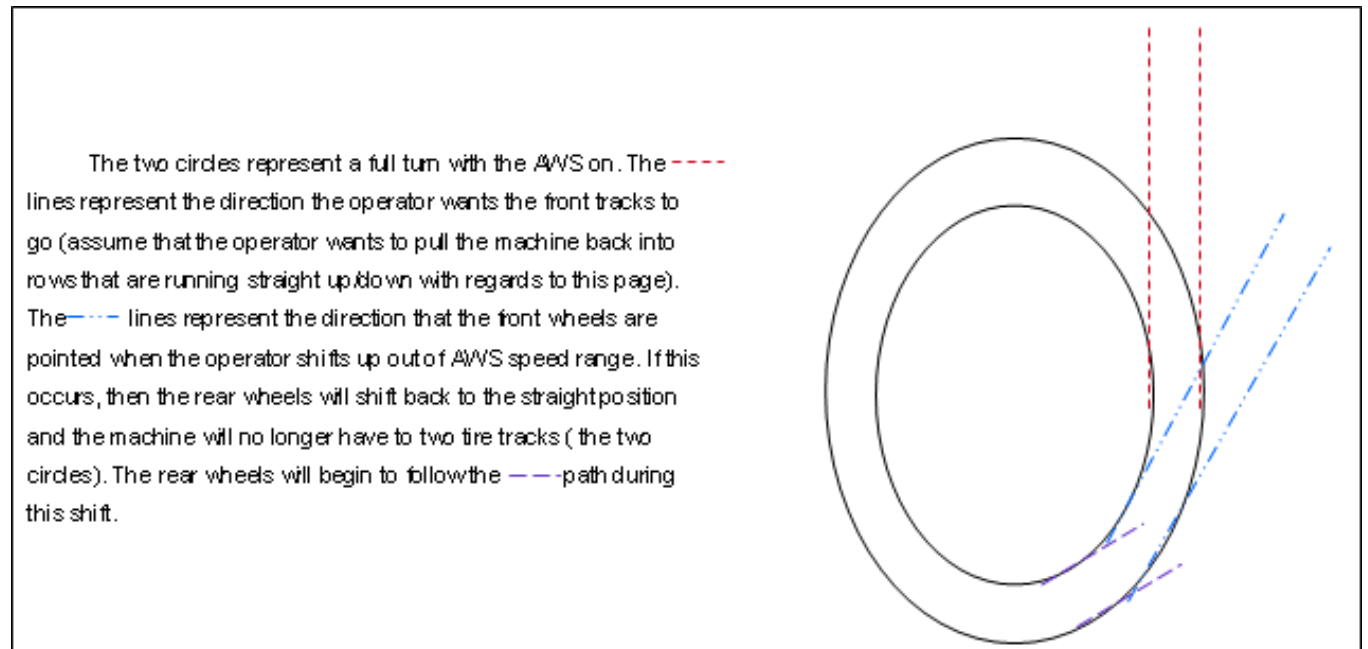 The two circles represent a full turn with the AWS on. The
lines represent the direction the operator wants the front tracks to
go (assume that the operator wants to pull the machine back into
rows that are running straight up/down with regards to this page).
The lines represent the direction that the front wheels are
pointed when the operator shifts up out of AWS speed range. If this
occurs, then the rear wheels will shift back to the straight position
and the machine will no longer have to two tire tracks ( the two
circles). The rear wheels will begin to follow the path during
this shift.